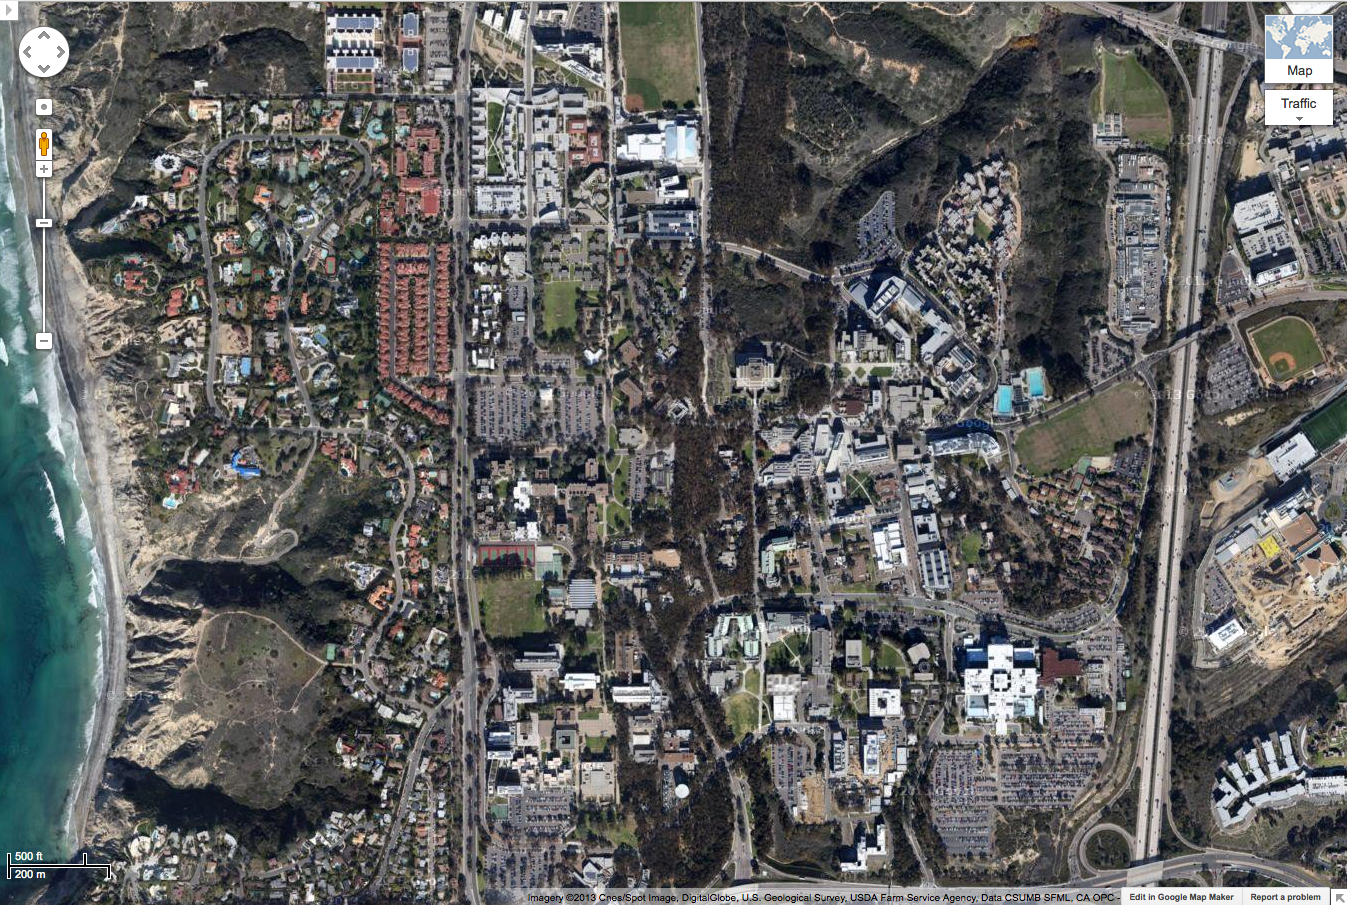 Map
Traffic
500 ft
200 m
Imagery ©2013 Cnes/Spot Image, DigitalGlobe, U.S. Geological Survey, USDA Farm Service Agency, Data CSUMB SFML, CA OPC -
Edit in Google Map Maker
Report a problem